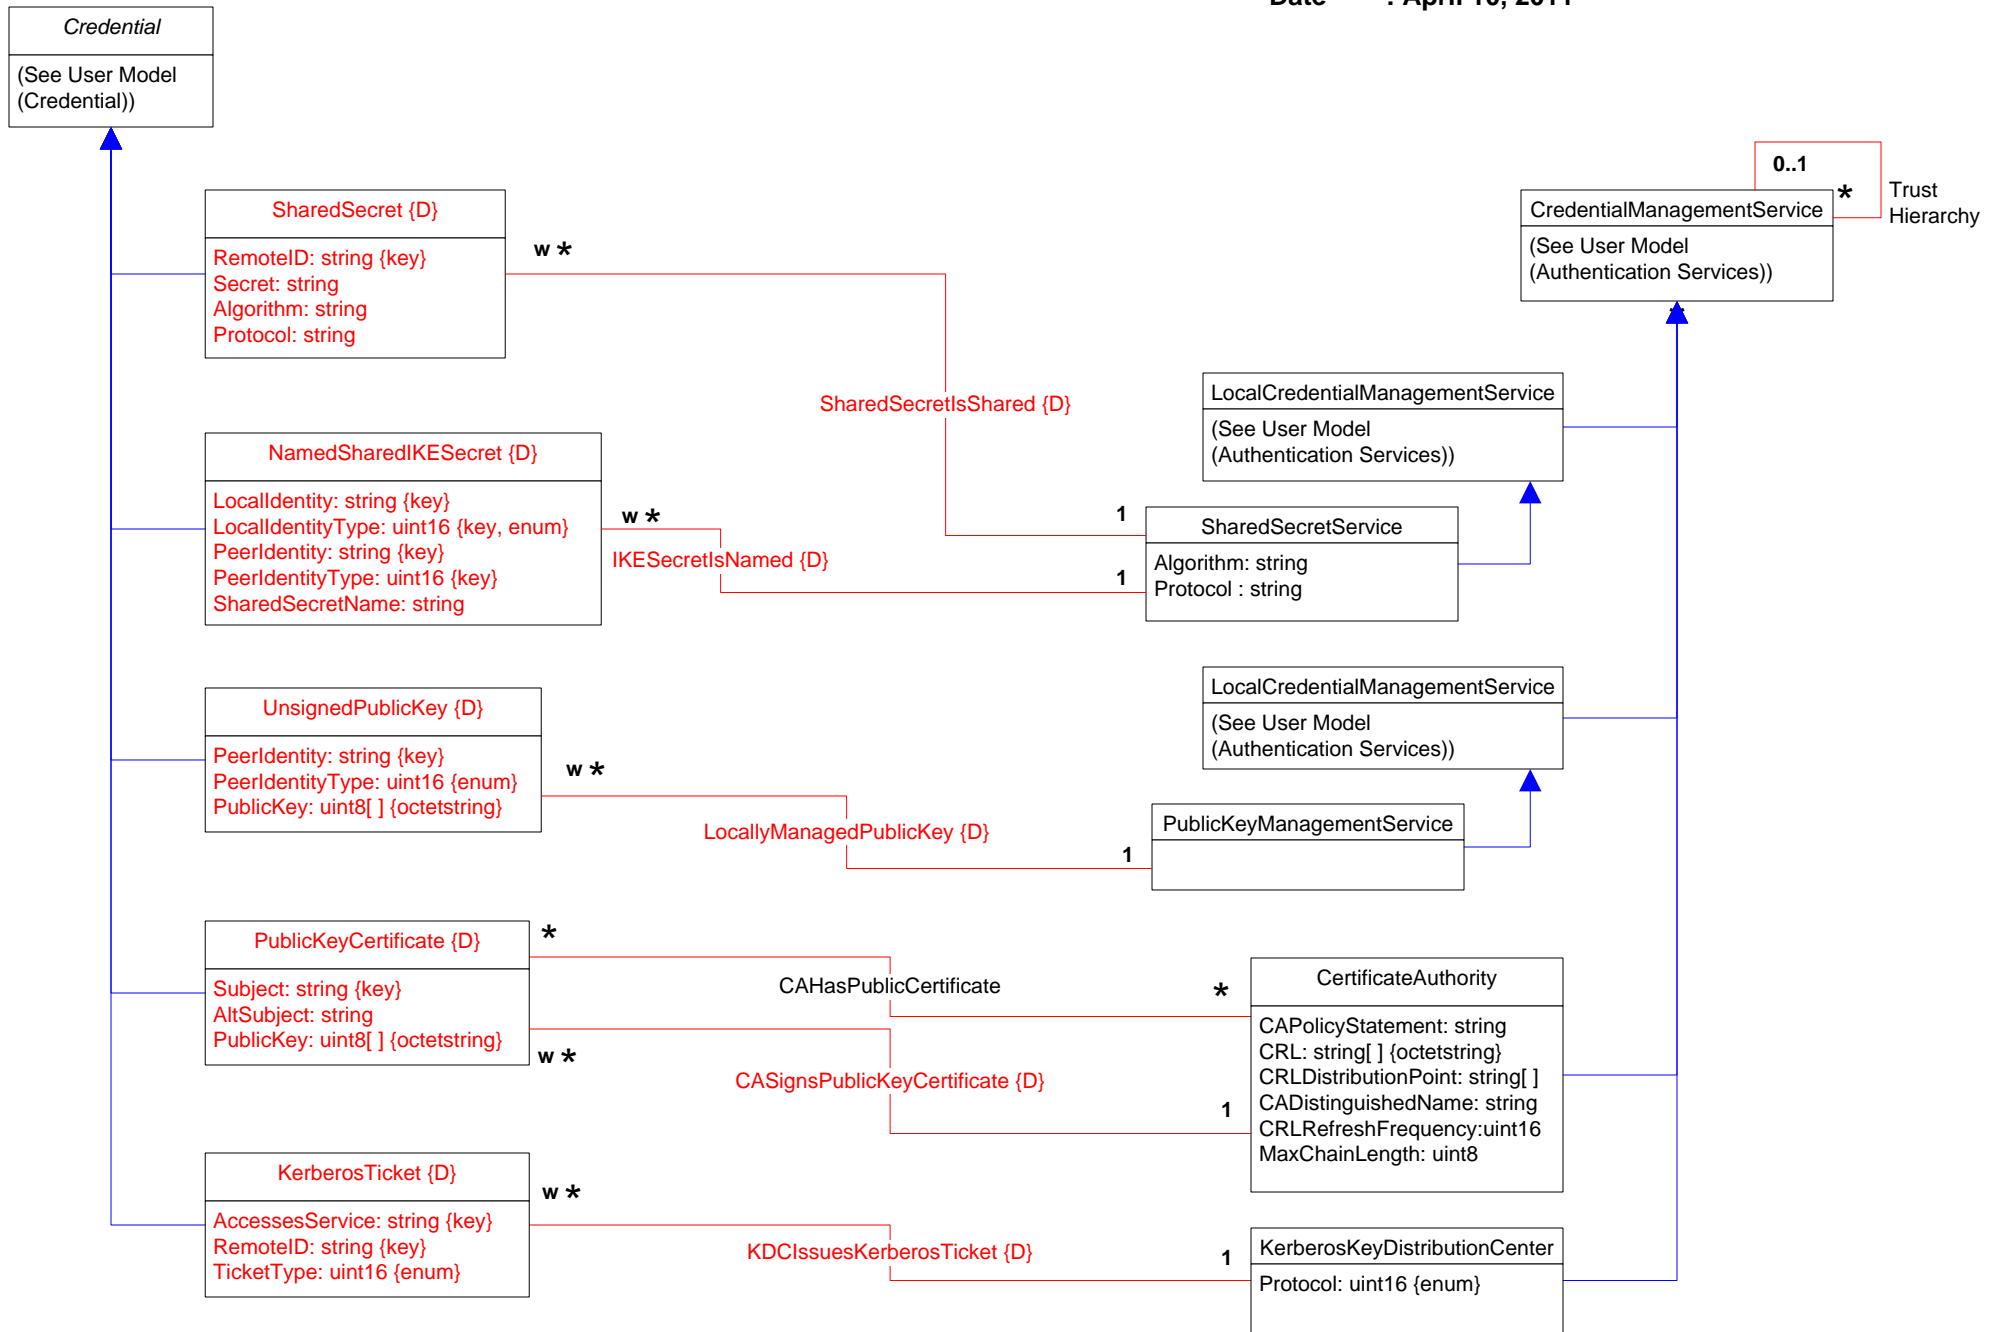 Date : April 10, 2011
Credential
(See User Model
(Credential))
0..1
*
Trust
Hierarchy
CredentialManagementService
(See User Model
(Authentication Services))
*
SharedSecret {D}
RemoteID: string {key}
Secret: string
Algorithm: string
Protocol: string
w *
SharedSecretIsShared {D}
LocalCredentialManagementService
(See User Model
(Authentication Services))
NamedSharedIKESecret {D}
LocalIdentity: string {key}
LocalIdentityType: uint16 {key, enum}
PeerIdentity: string {key}
PeerIdentityType: uint16 {key}
SharedSecretName: string
w *
IKESecretIsNamed {D}
1
1
SharedSecretService
Algorithm: string
Protocol : string
UnsignedPublicKey {D}
PeerIdentity: string {key}
PeerIdentityType: uint16 {enum}
PublicKey: uint8[ ] {octetstring}
w *
LocallyManagedPublicKey {D}
1
LocalCredentialManagementService
(See User Model
(Authentication Services))
PublicKeyManagementService
PublicKeyCertificate {D}
Subject: string {key}
AltSubject: string
PublicKey: uint8[ ] {octetstring}
*
CAHasPublicCertificate
*
w *
CASignsPublicKeyCertificate {D}
1
CertificateAuthority
CAPolicyStatement: string
CRL: string[ ] {octetstring}
CRLDistributionPoint: string[ ]
CADistinguishedName: string
CRLRefreshFrequency:uint16
MaxChainLength: uint8
KerberosTicket {D}
AccessesService: string {key}
RemoteID: string {key}
TicketType: uint16 {enum}
w *
KDCIssuesKerberosTicket {D}
1
KerberosKeyDistributionCenter
Protocol: uint16 {enum}